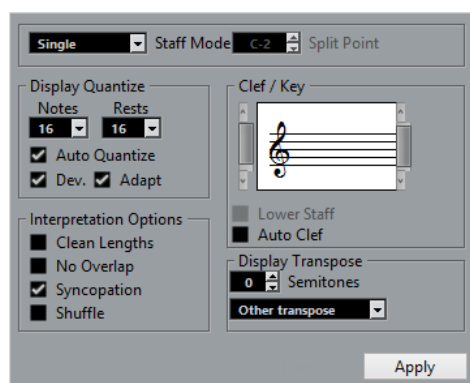 Single Staff Mode C-2 Split Point
Display Quantize
Notes Rests
16 16
Auto Quantize
Dev. Adapt
Interpretation Options
Clean Lengths
No Overlap
Syncopation
Shuffle
Clef / Key
Lower Staff
Auto Clef
Display Transpose
0 Semitones
Other transpose
Apply